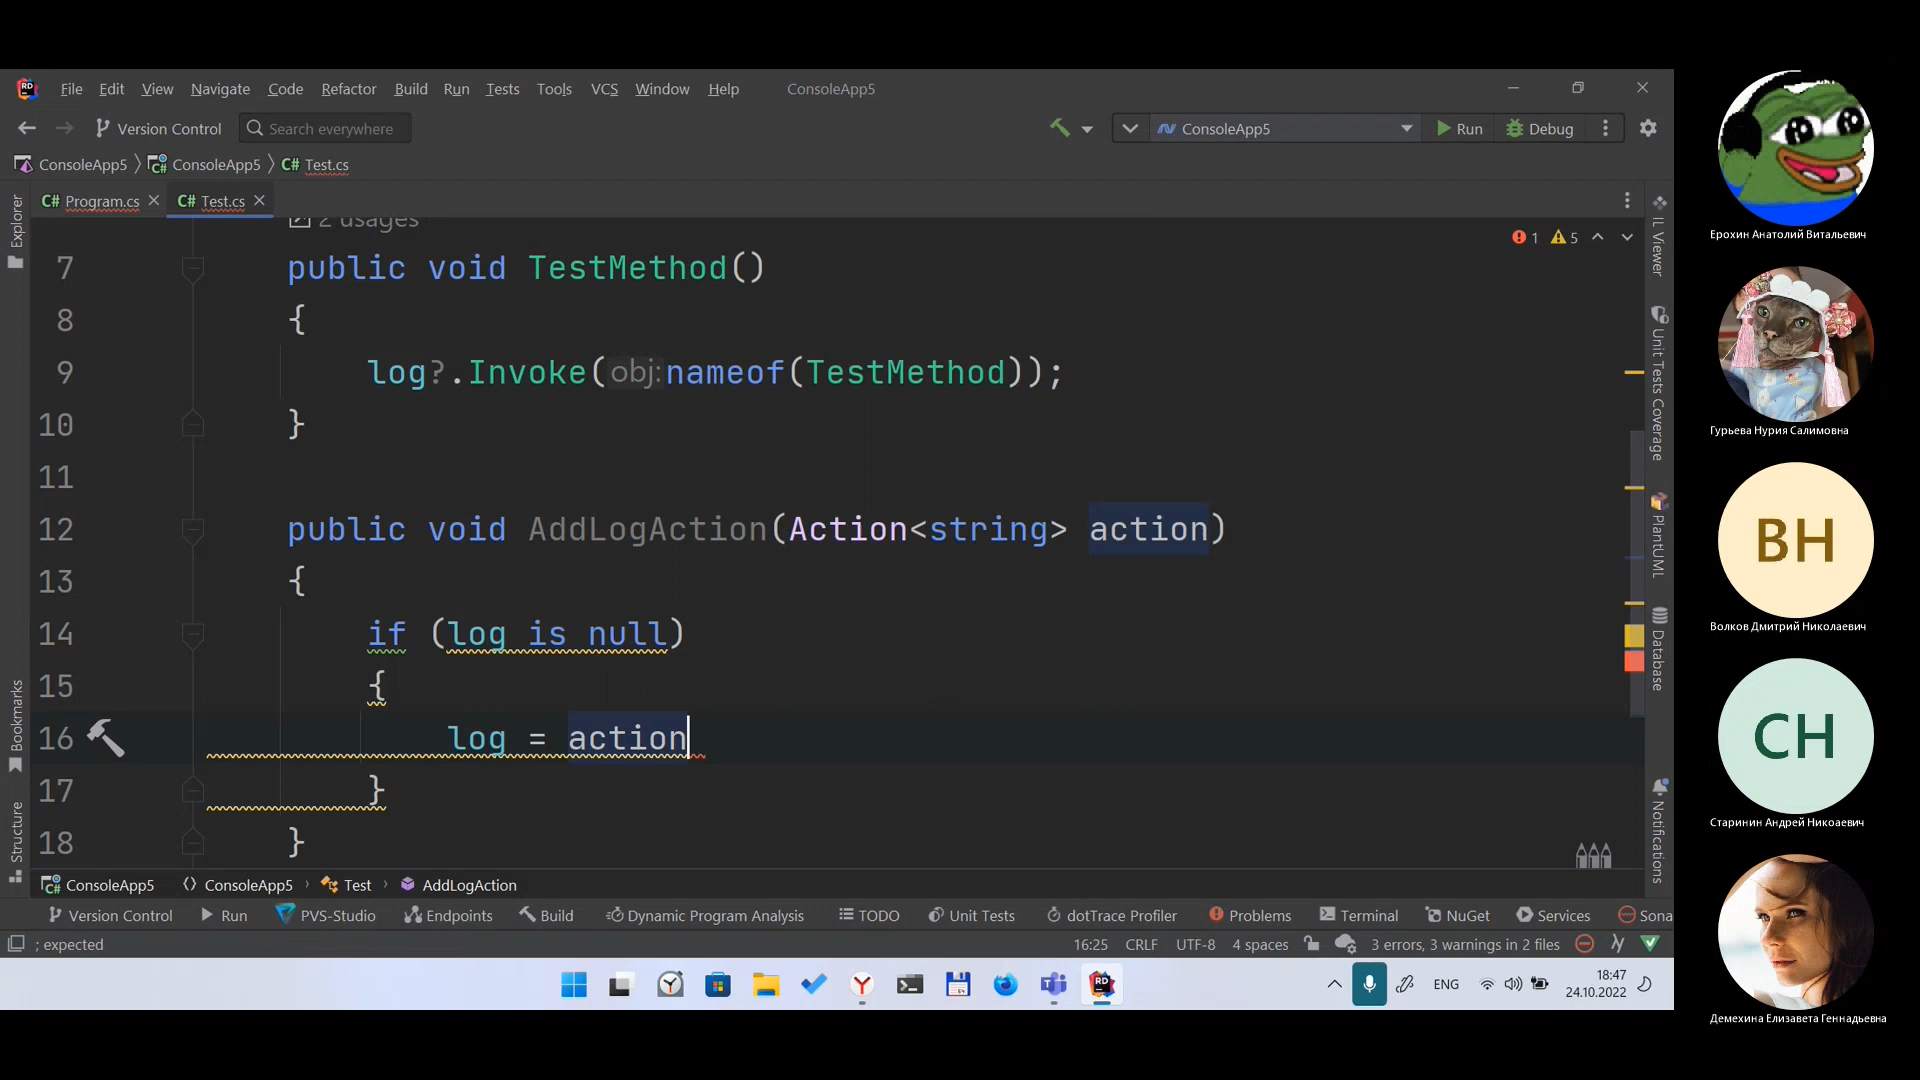 File Edit View Navigate Code Refactor Build Run Tests Tools VCS Window Help ConsoleApp5
Version Control Search everywhere ConsoleApp5 Run Debug
ConsoleApp5 ConsoleApp5 C# Test.cs
C# Program.cs C# Test.cs
2 usages
1 5
7 public void TestMethod()
8 {
9 log?.Invoke(obj:nameof(TestMethod));
10 }
11
12 public void AddLogAction(Action<string> action)
13 {
14 if (log is null)
15 {
16 log = action
17 }
18 }
Explorer
Bookmarks
Structure
IL Viewer
Unit Tests Coverage
PlantUML
Database
Notifications
ConsoleApp5 ConsoleApp5 Test AddLogAction
Version Control Run PVS-Studio Endpoints Build Dynamic Program Analysis TODO Unit Tests dotTrace Profiler Problems Terminal NuGet Services Sona
; expected 16:25 CRLF UTF-8 4 spaces 3 errors, 3 warnings in 2 files
ENG 18:47
24.10.2022
Ерохин Анатолий Витальевич
Гурьева Нурия Салимовна
ВН
Волков Дмитрий Николаевич
СН
Старинин Андрей Никоаевич
Демехина Елизавета Геннадьевна